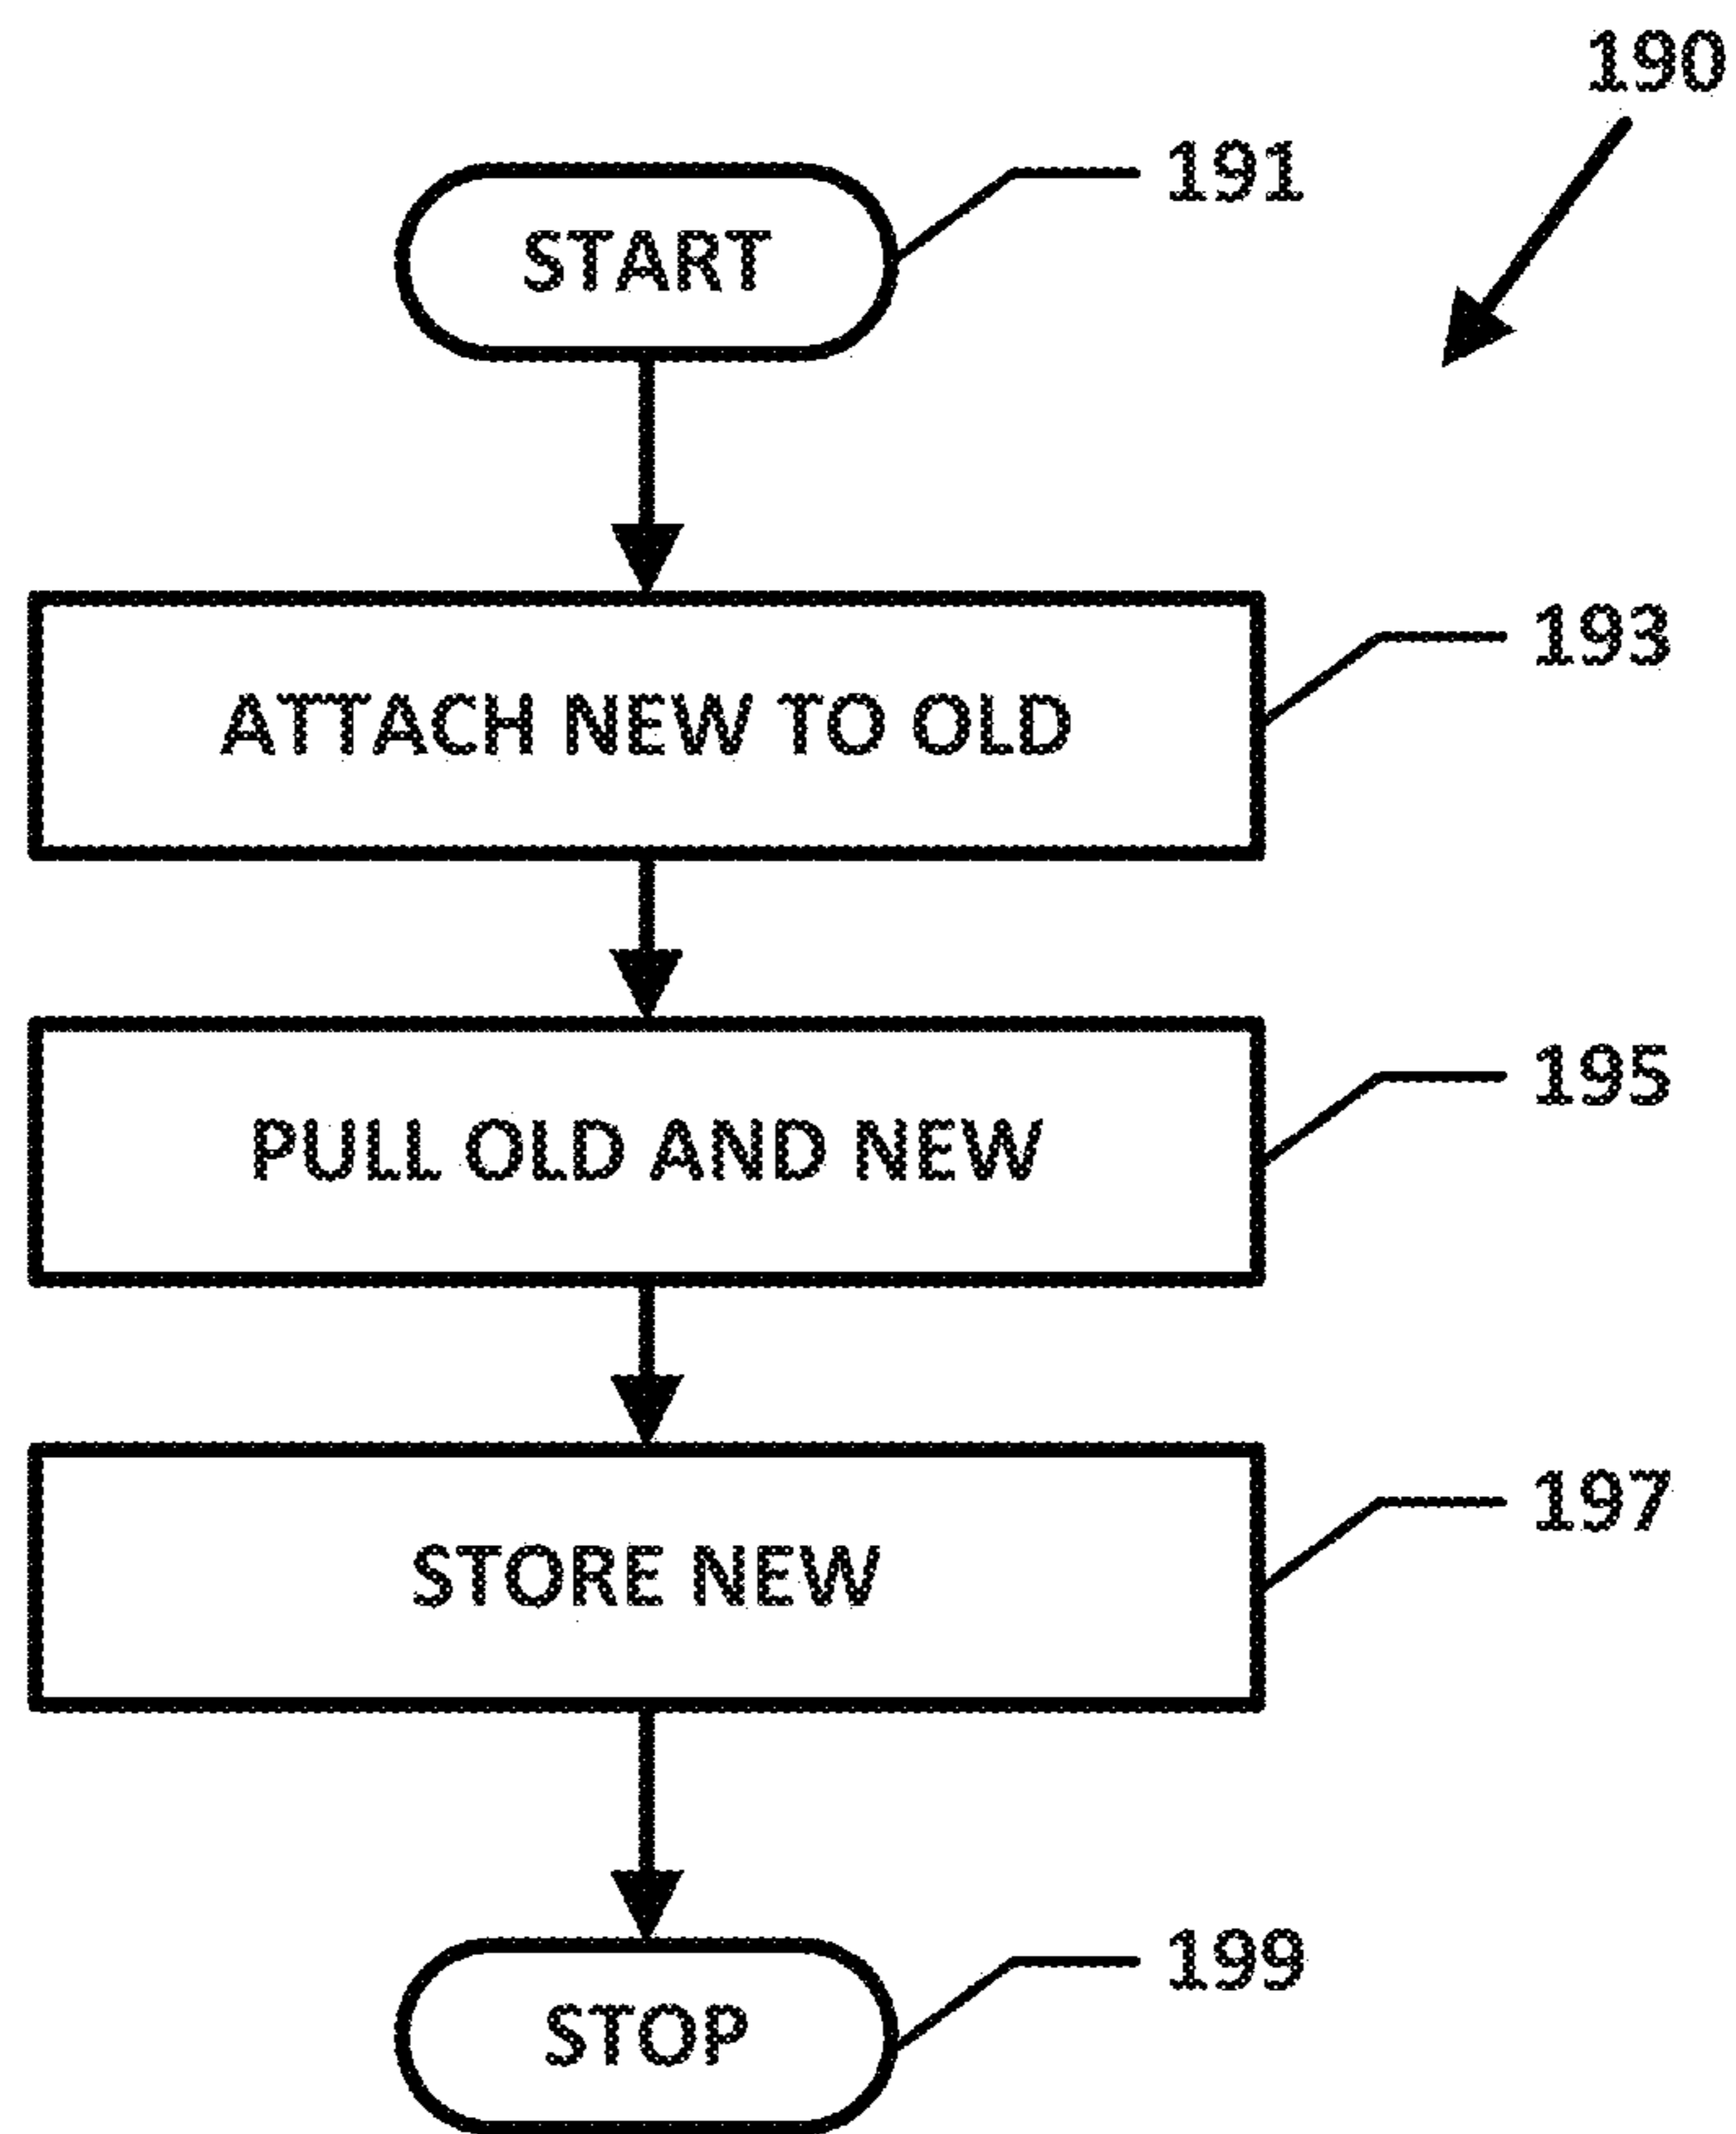 190
191
START
193
ATTACH NEW TO OLD
195
PULL OLD AND NEW
197
STORE NEW
199
STOP